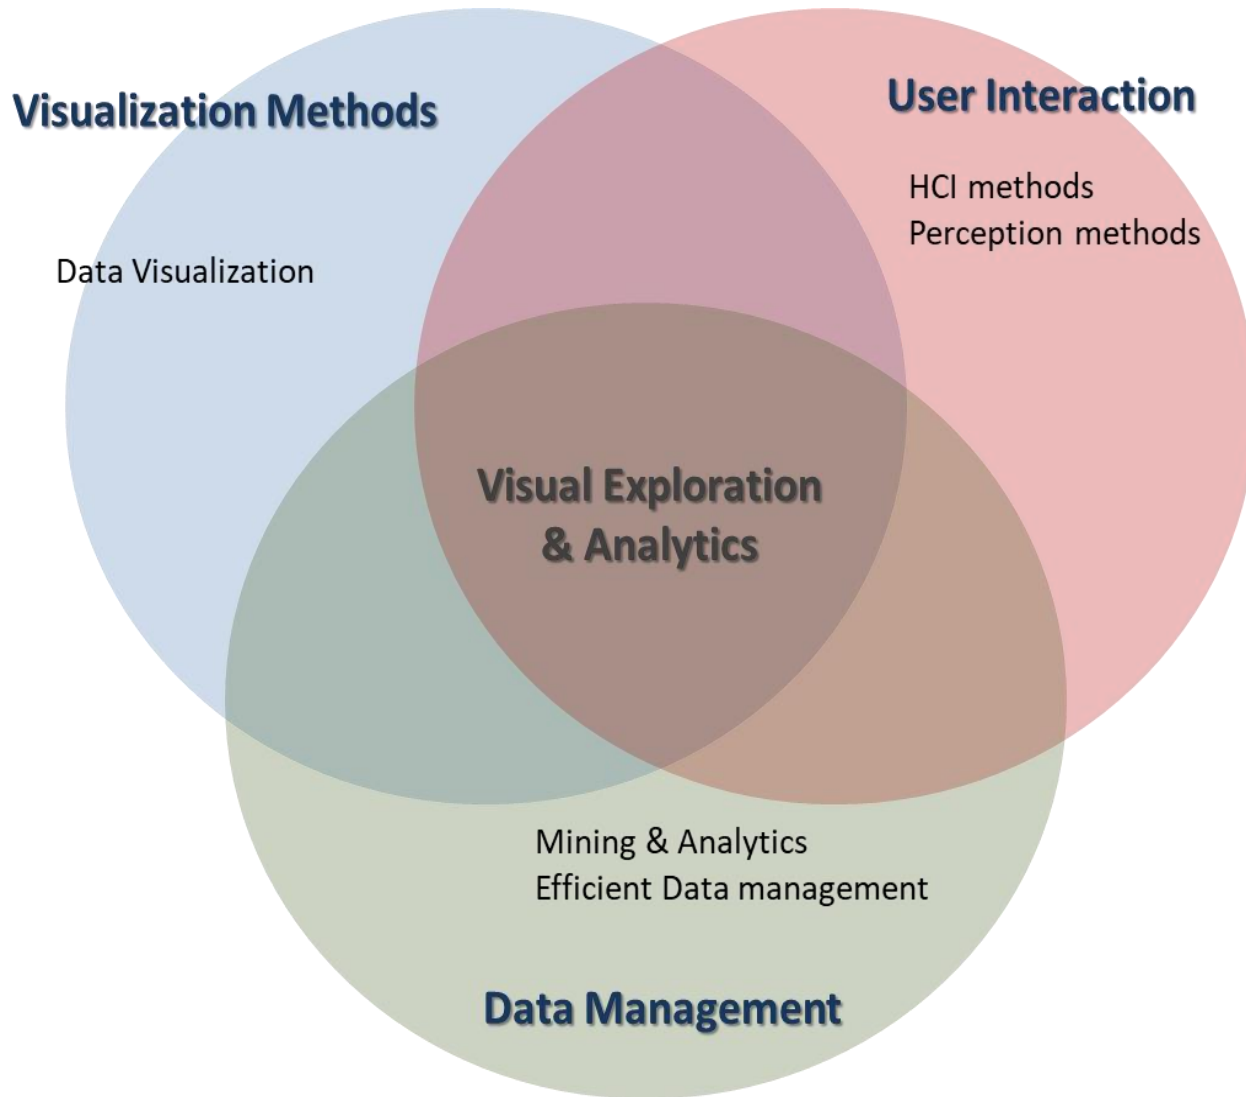 Visualization Methods
User Interaction
HCI methods
Perception methods
Data Visualization
Visual Exploration
& Analytics
Mining & Analytics
Efficient Data management
Data Management